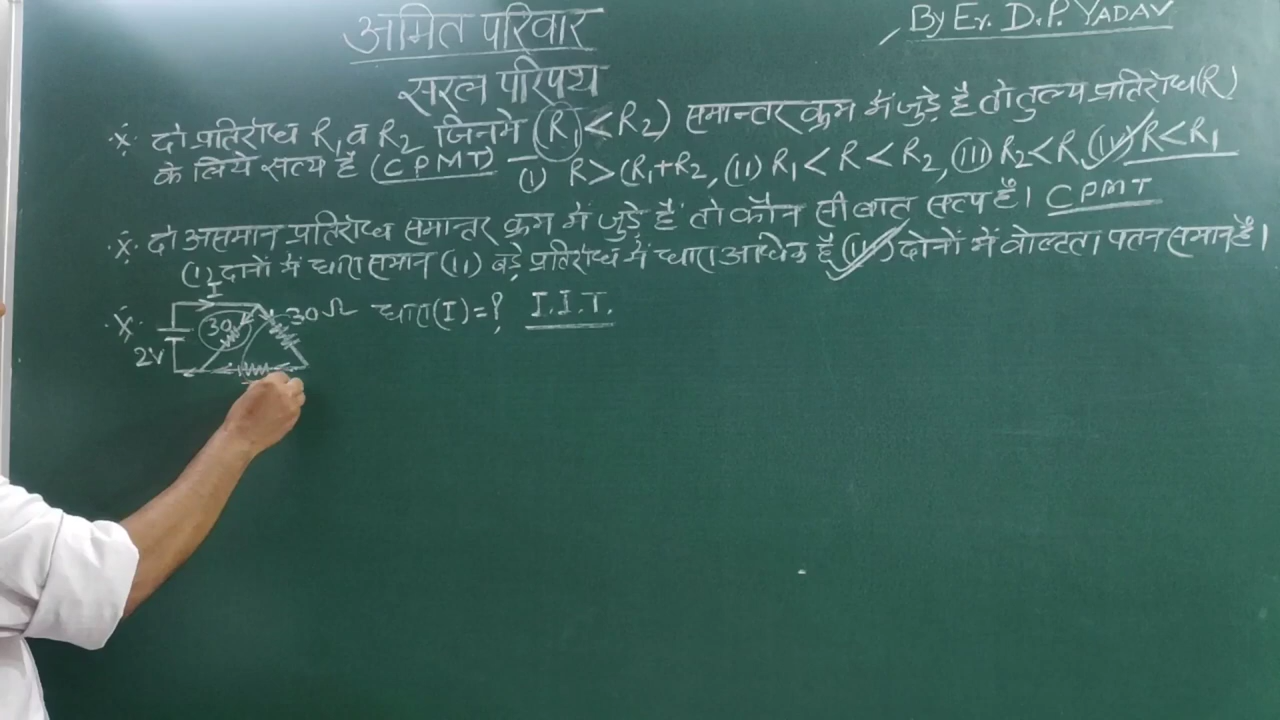 अमित परिवार
By Er. D.P. YADAV
सरल परिपथ
* दो प्रतिरोध R₁ व R₂ जिनमे (R₁ < R₂) समान्तर क्रम में जुड़े है तो तुल्य प्रतिरोध (R)
के लिये सत्य है (CPMT) – (i) R>(R₁+R₂, (ii) R₁<R<R₂, (iii) R₂<R (iv) R<R₁
* दो असमान प्रतिरोध समान्तर क्रम में जुड़े हैं तो कौन सी बात सत्य हैं। CPMT
(i) दोनों में धारा समान (ii) बड़े प्रतिरोध में धारा अधिक है दोनों में वोल्टता पतन समान हैं।
I
* 30 30Ω धारा (I) = ? I.I.T.
2V